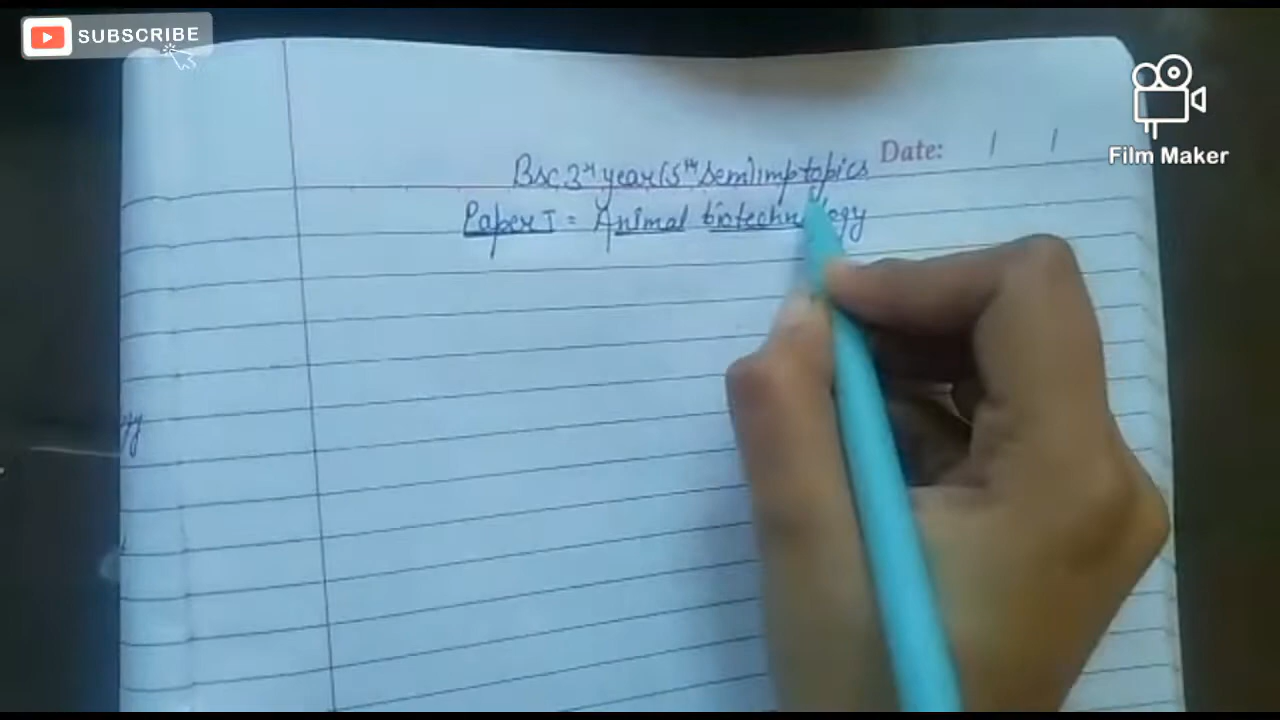 SUBSCRIBE
Film Maker
Date: / /
Bsc 3rd year (5th Sem) imp topics
Paper I = Animal biotechnology